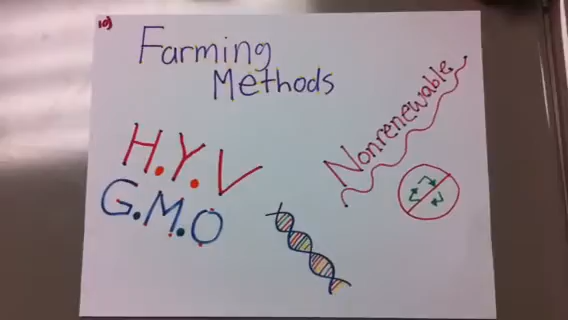 10)
Farming
Methods
Nonrenewable
H.Y.V
G.M.O